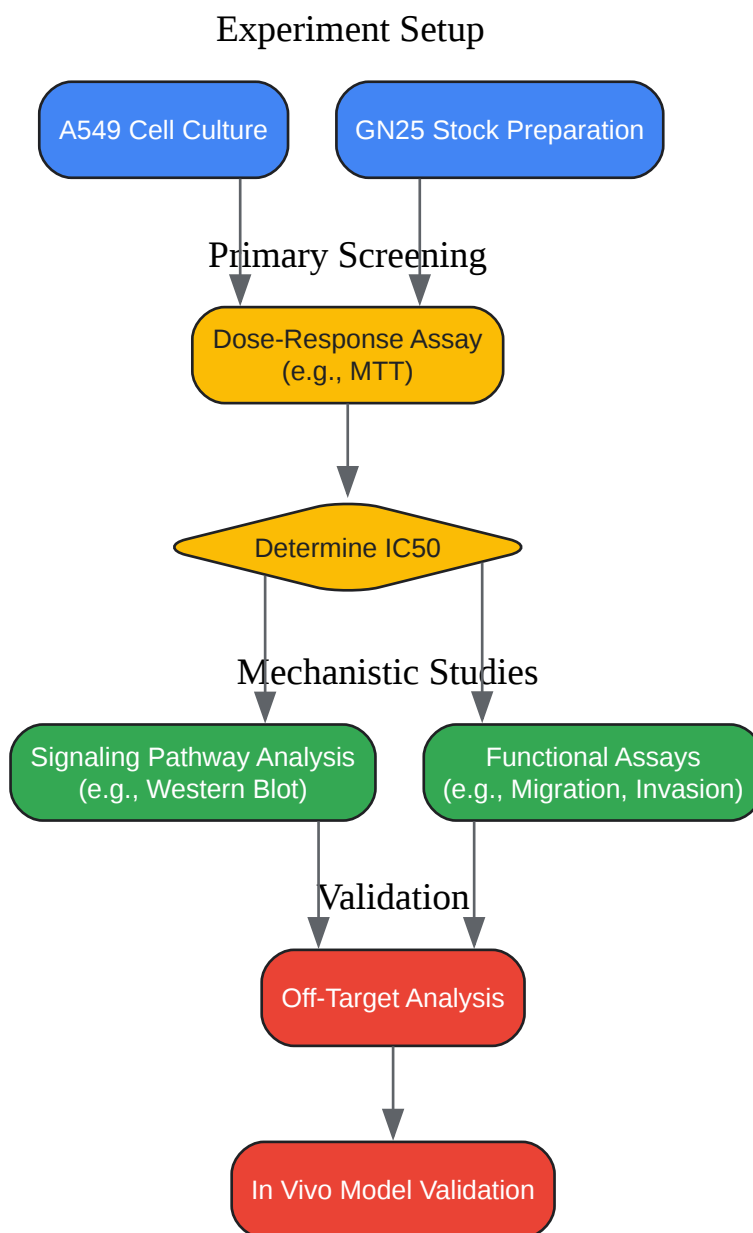 Experiment Setup
A549 Cell Culture
GN25 Stock Preparation
Primary Screening
Dose-Response Assay
(e.g., MTT)
Determine IC50
Mechanistic Studies
Signaling Pathway Analysis
(e.g., Western Blot)
Functional Assays
(e.g., Migration, Invasion)
Validation
Off-Target Analysis
In Vivo Model Validation